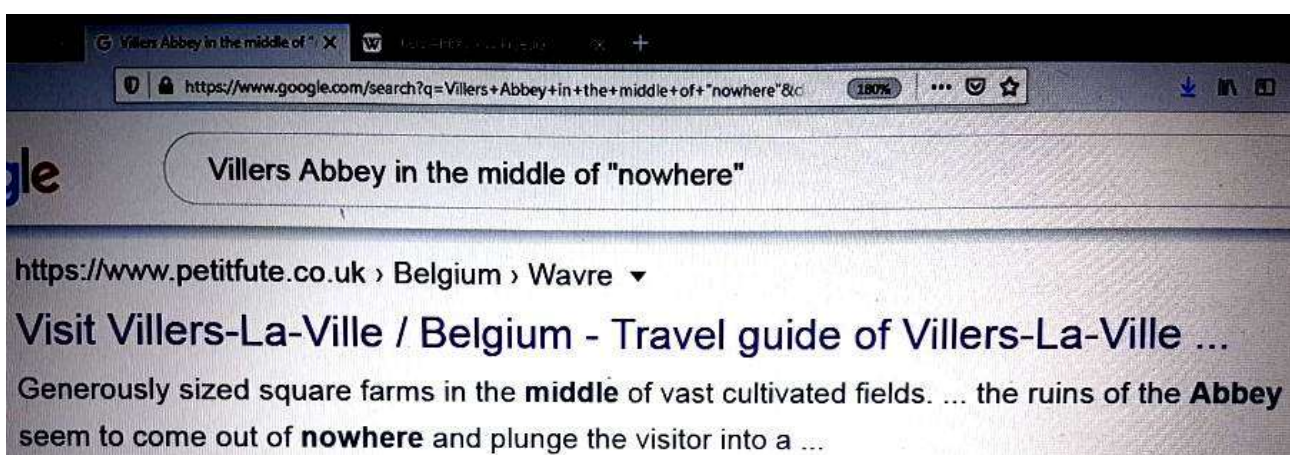 Villers Abbey in the middle of "
https://www.google.com/search?q=Villers+Abbey+in+the+middle+of+"nowhere"&d
180%
gle
Villers Abbey in the middle of "nowhere"
https://www.petitfute.co.uk › Belgium › Wavre
Visit Villers-La-Ville / Belgium - Travel guide of Villers-La-Ville ...
Generously sized square farms in the middle of vast cultivated fields. ... the ruins of the Abbey
seem to come out of nowhere and plunge the visitor into a ...